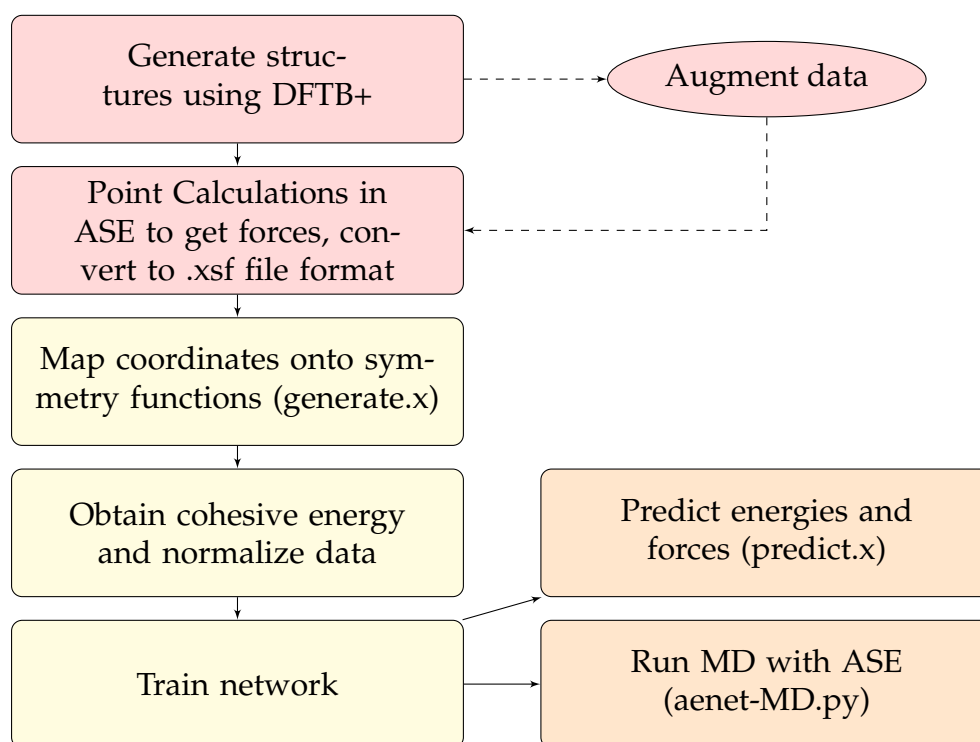 Generate struc-
tures using DFTB+
Augment data
Point Calculations in
ASE to get forces, con-
vert to .xsf file format
Map coordinates onto sym-
metry functions (generate.x)
Obtain cohesive energy
and normalize data
Predict energies and
forces (predict.x)
Train network
Run MD with ASE
(aenet-MD.py)